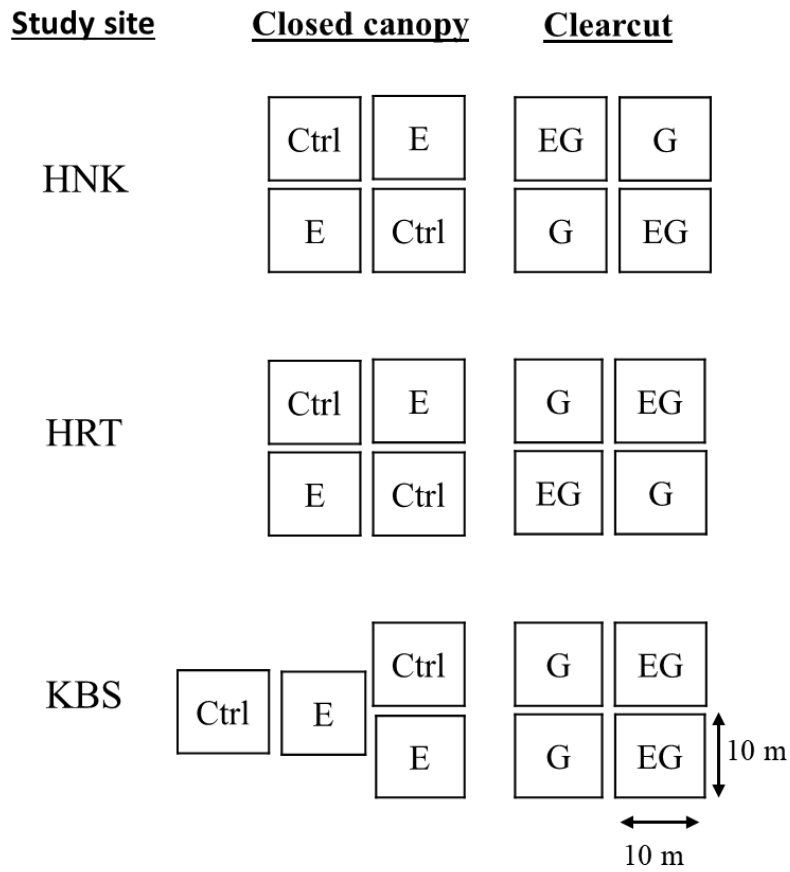 Study site Closed canopy Clearcut
Ctrl E EG G
HNK
E Ctrl G EG
Ctrl E G EG
HRT
E Ctrl EG G
Ctrl G EG
KBS
Ctrl E
E G EG
10 m
10 m